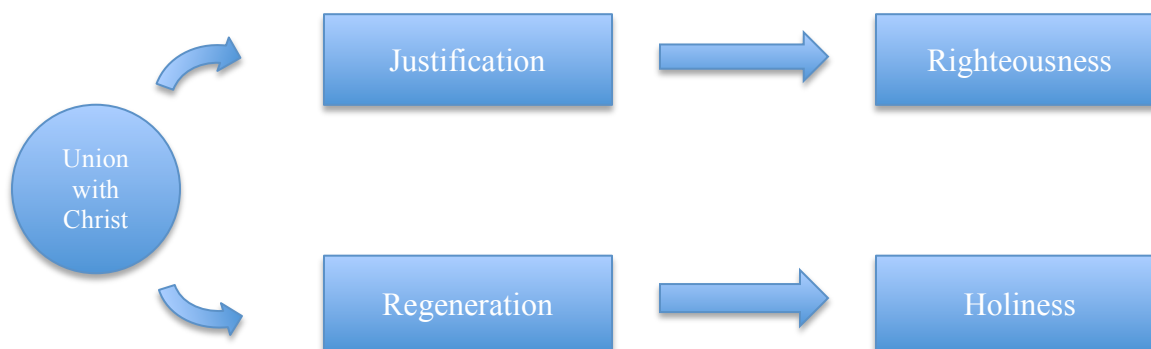 Justification
Righteousness
Union
with
Christ
Regeneration
Holiness